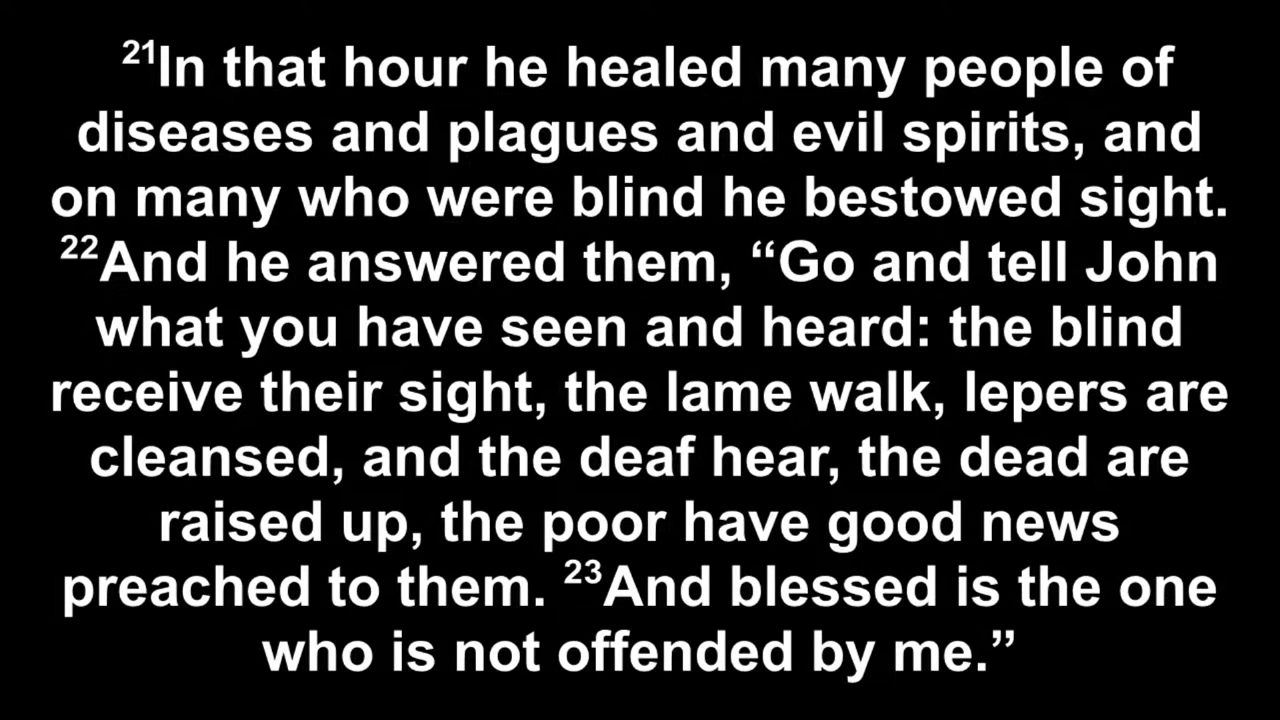 21In that hour he healed many people of
diseases and plagues and evil spirits, and
on many who were blind he bestowed sight.
22And he answered them, “Go and tell John
what you have seen and heard: the blind
receive their sight, the lame walk, lepers are
cleansed, and the deaf hear, the dead are
raised up, the poor have good news
preached to them. 23And blessed is the one
who is not offended by me.”